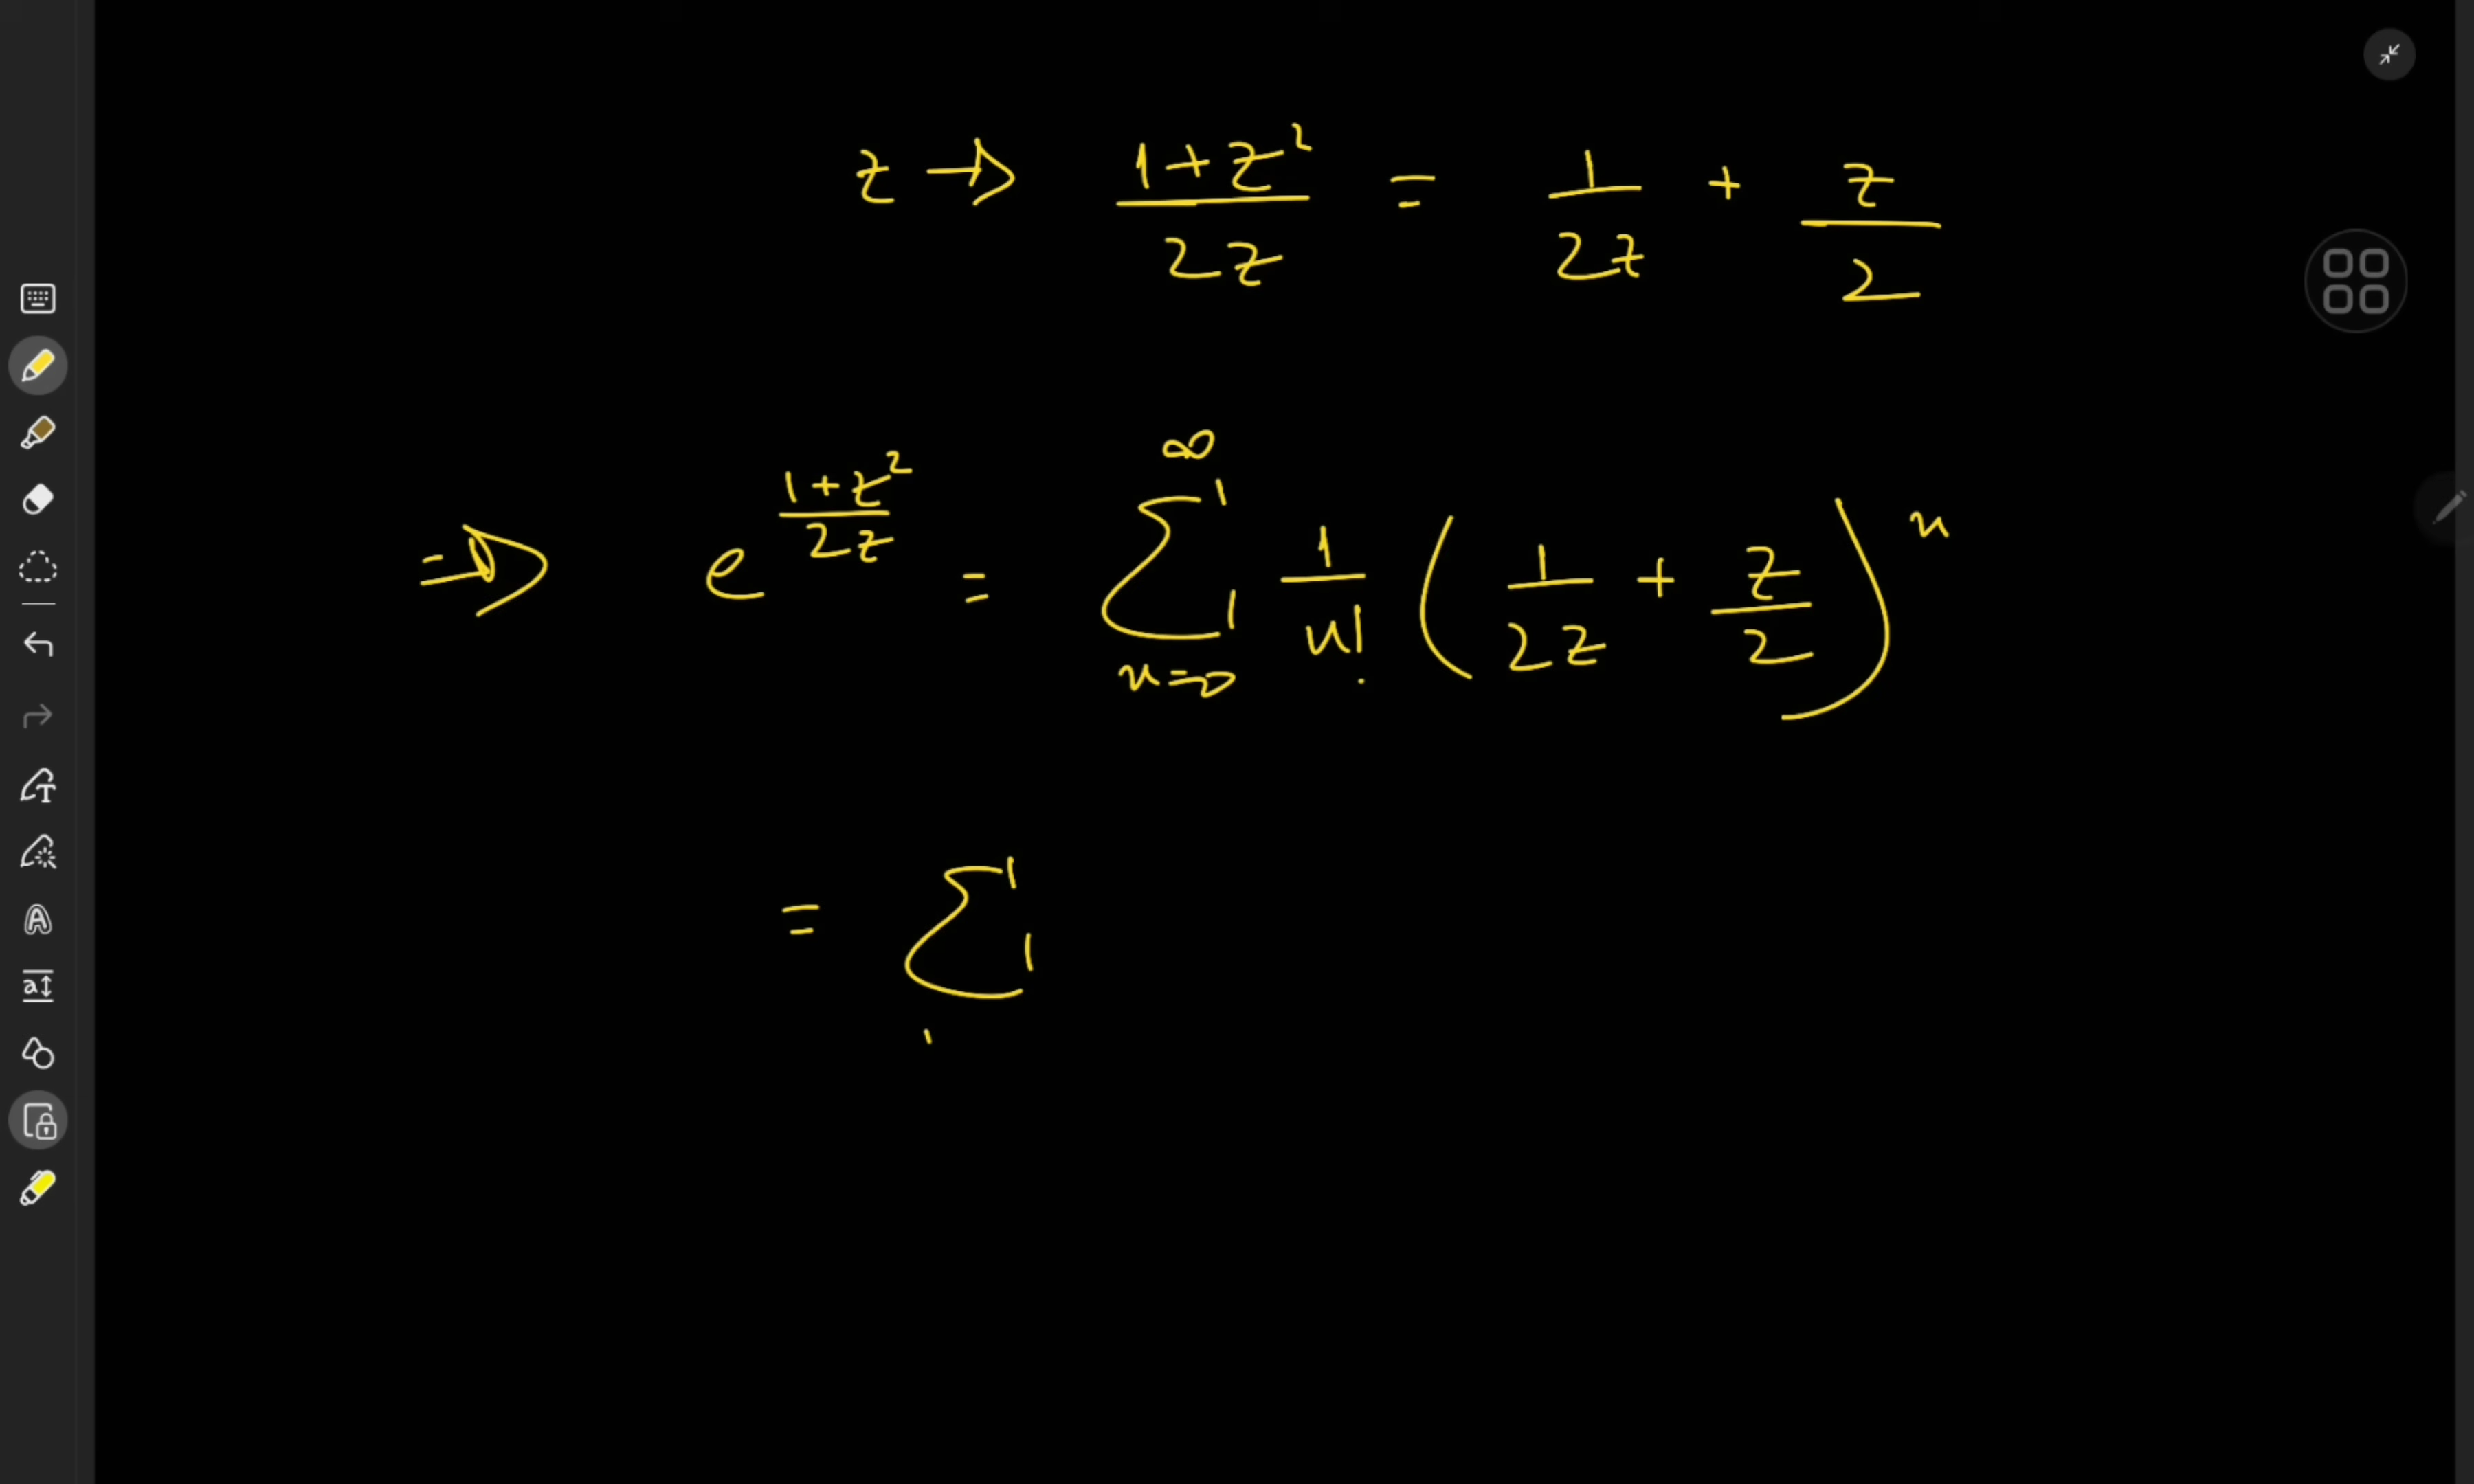 z → (1+z²)/(2z) = 1/(2z) + z/2
⇒ e^((1+z²)/(2z)) = ∑_{n=0}^{∞} 1/n! (1/(2z) + z/2)^n
= ∑